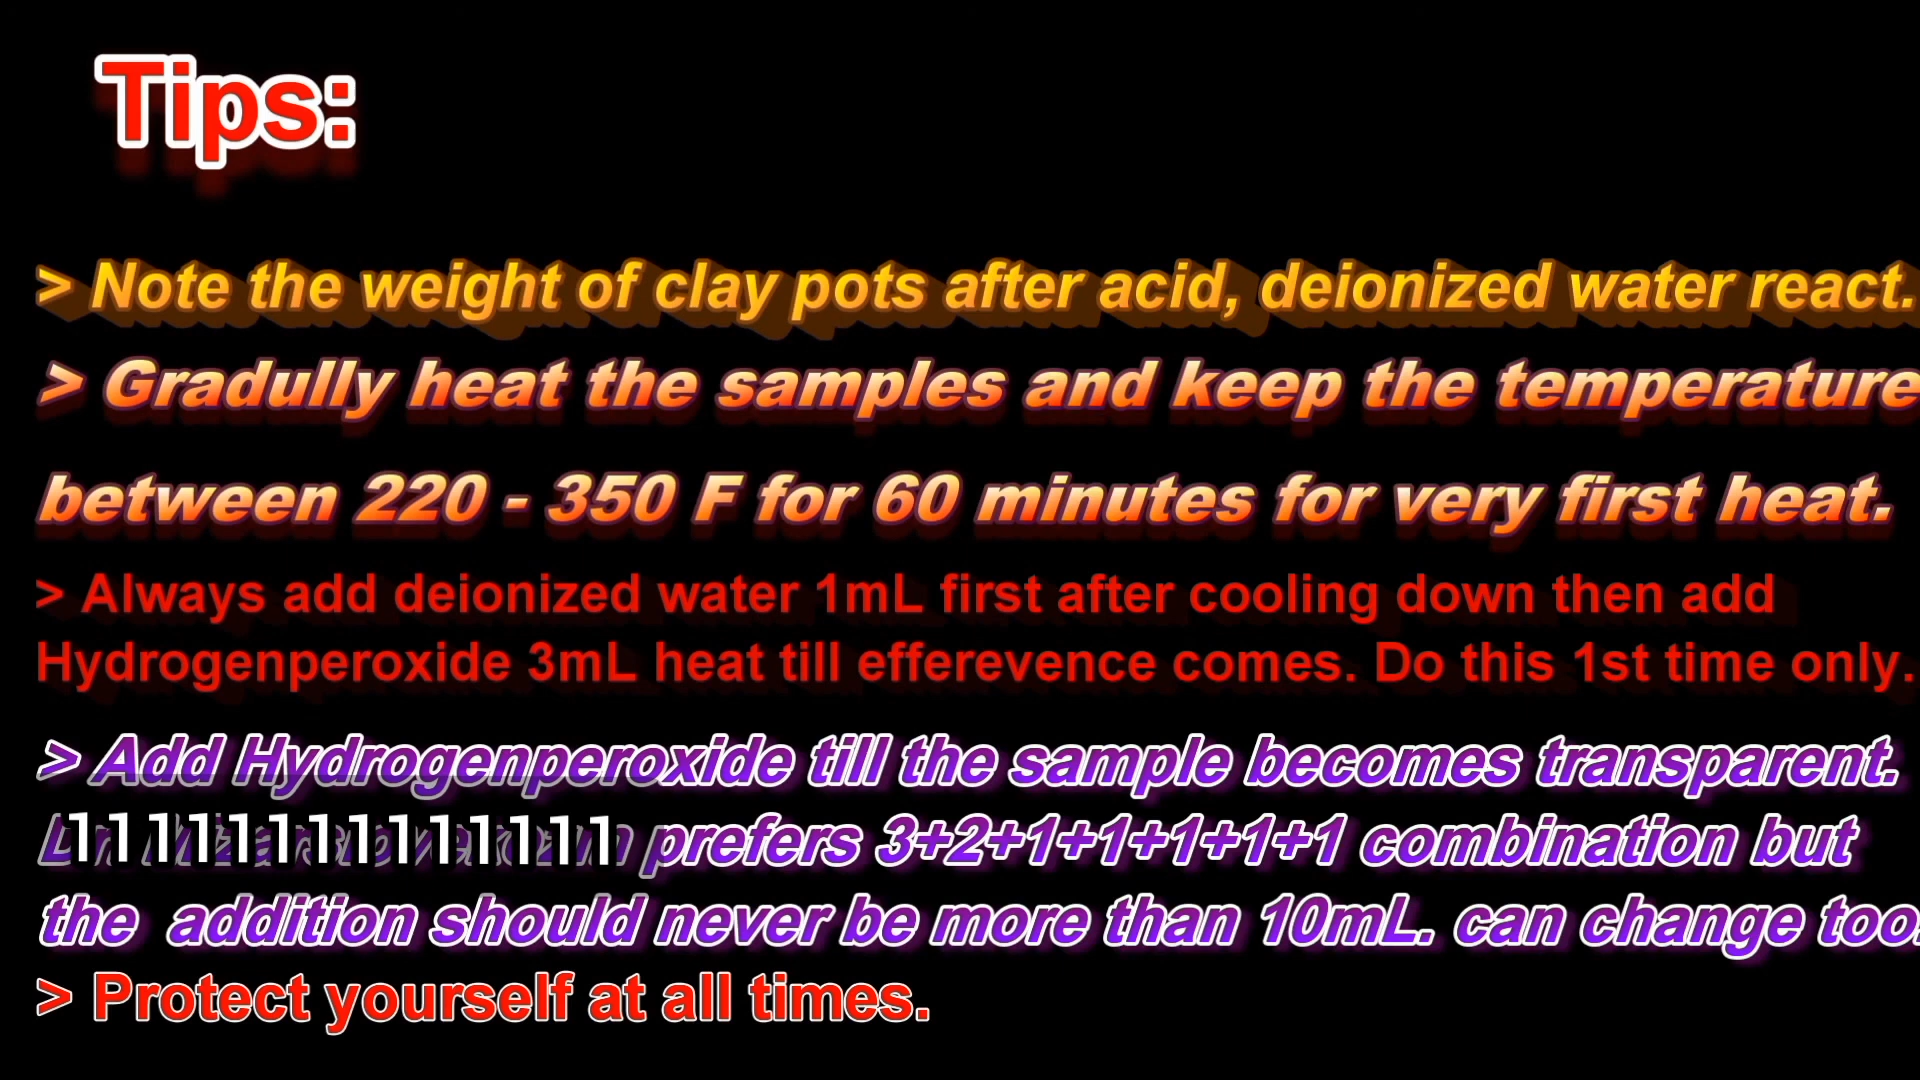 Tips:
> Note the weight of clay pots after acid, deionized water react.
> Gradully heat the samples and keep the temperature
between 220 - 350 F for 60 minutes for very first heat.
> Always add deionized water 1mL first after cooling down then add
Hydrogenperoxide 3mL heat till efferevence comes. Do this 1st time only.
> Add Hydrogenperoxide till the sample becomes transparent.
11111111111111 prefers 3+2+1+1+1+1+1 combination but
the addition should never be more than 10mL. can change too.
> Protect yourself at all times.